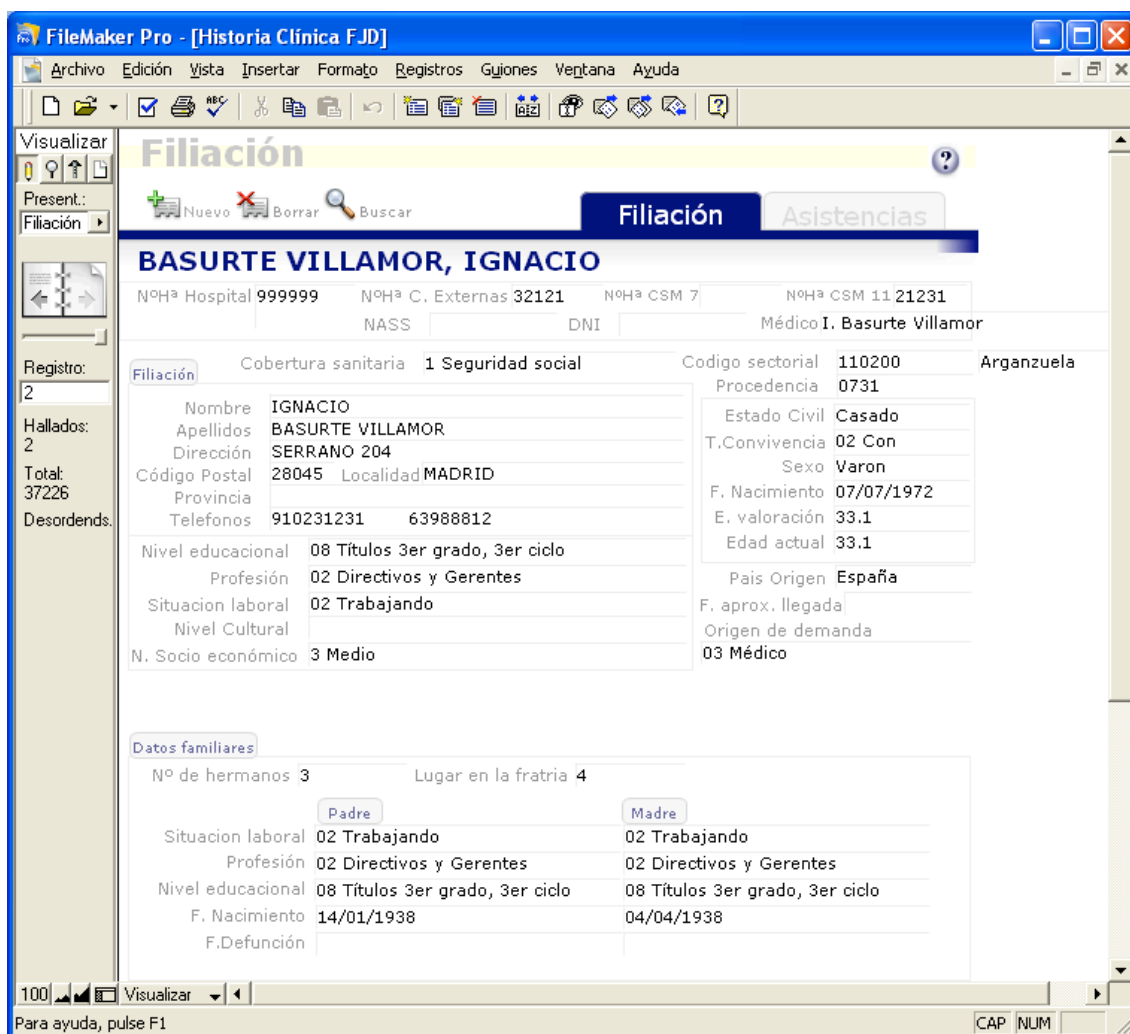 FileMaker Pro - [Historia Clínica FJD]
Archivo Edición Vista Insertar Formato Registros Guiones Ventana Ayuda
Visualizar
Present.:
Filiación
Registro:
2
Hallados:
2
Total:
37226
Desordends.
Filiación
Nuevo Borrar Buscar
Filiación Asistencias
BASURTE VILLAMOR, IGNACIO
NºHª Hospital 999999 NºHª C. Externas 32121 NºHª CSM 7 NºHª CSM 11 21231
NASS DNI Médico I. Basurte Villamor
Filiación Cobertura sanitaria 1 Seguridad social Codigo sectorial 110200 Arganzuela
Procedencia 0731
Nombre IGNACIO
Apellidos BASURTE VILLAMOR
Dirección SERRANO 204
Código Postal 28045 Localidad MADRID
Provincia
Telefonos 910231231 63988812
Estado Civil Casado
T.Convivencia 02 Con
Sexo Varon
F. Nacimiento 07/07/1972
E. valoración 33.1
Edad actual 33.1
Nivel educacional 08 Títulos 3er grado, 3er ciclo
Profesión 02 Directivos y Gerentes
Situacion laboral 02 Trabajando
Nivel Cultural
N. Socio económico 3 Medio
Pais Origen España
F. aprox. llegada
Origen de demanda
03 Médico
Datos familiares
Nº de hermanos 3 Lugar en la fratria 4
Padre Madre
Situacion laboral 02 Trabajando 02 Trabajando
Profesión 02 Directivos y Gerentes 02 Directivos y Gerentes
Nivel educacional 08 Títulos 3er grado, 3er ciclo 08 Títulos 3er grado, 3er ciclo
F. Nacimiento 14/01/1938 04/04/1938
F.Defunción
100 Visualizar
Para ayuda, pulse F1 CAP NUM